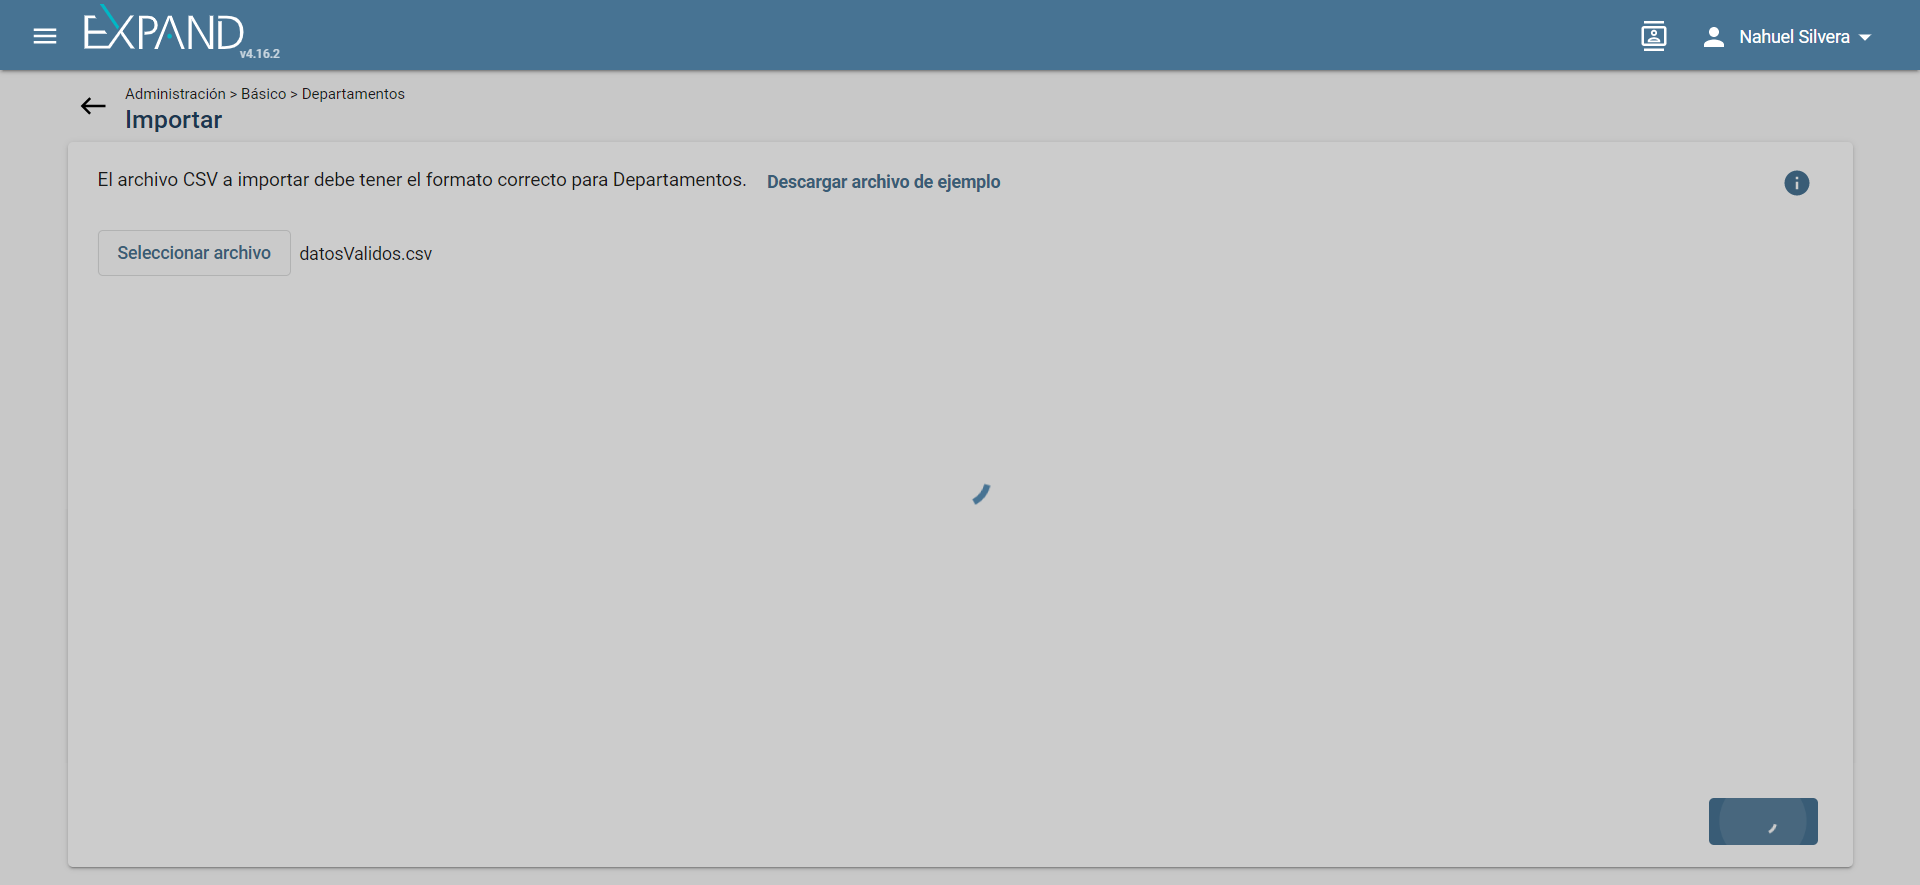 EXPAND
v4.16.2
Nahuel Silvera
Administración > Básico > Departamentos
Importar
El archivo CSV a importar debe tener el formato correcto para Departamentos. Descargar archivo de ejemplo
Seleccionar archivo datosValidos.csv